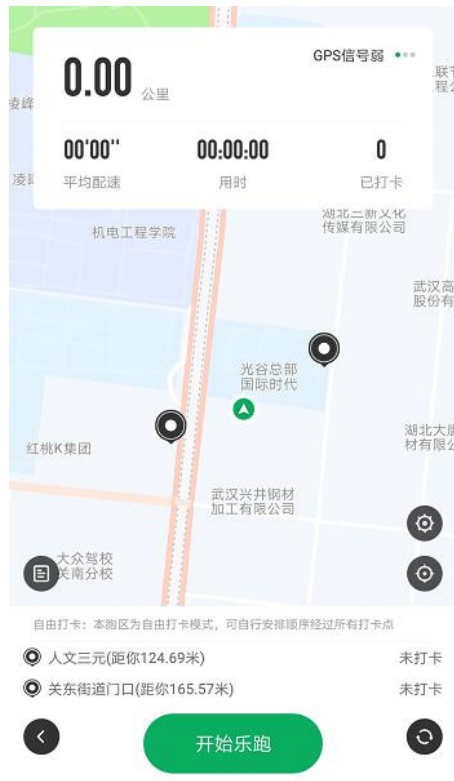 GPS信号弱
0.00 公里
00'00'' 00:00:00 0
平均配速 用时 已打卡
湖北三新文化
传媒有限公司
机电工程学院
武汉高
股份有
光谷总部
国际时代
湖北大唐
材有限公
红桃K集团
武汉兴井钢材
加工有限公司
大众驾校
关南分校
自由打卡：本跑区为自由打卡模式，可自行安排顺序经过所有打卡点
人文三元(距你124.69米) 未打卡
关东街道门口(距你165.57米) 未打卡
开始乐跑